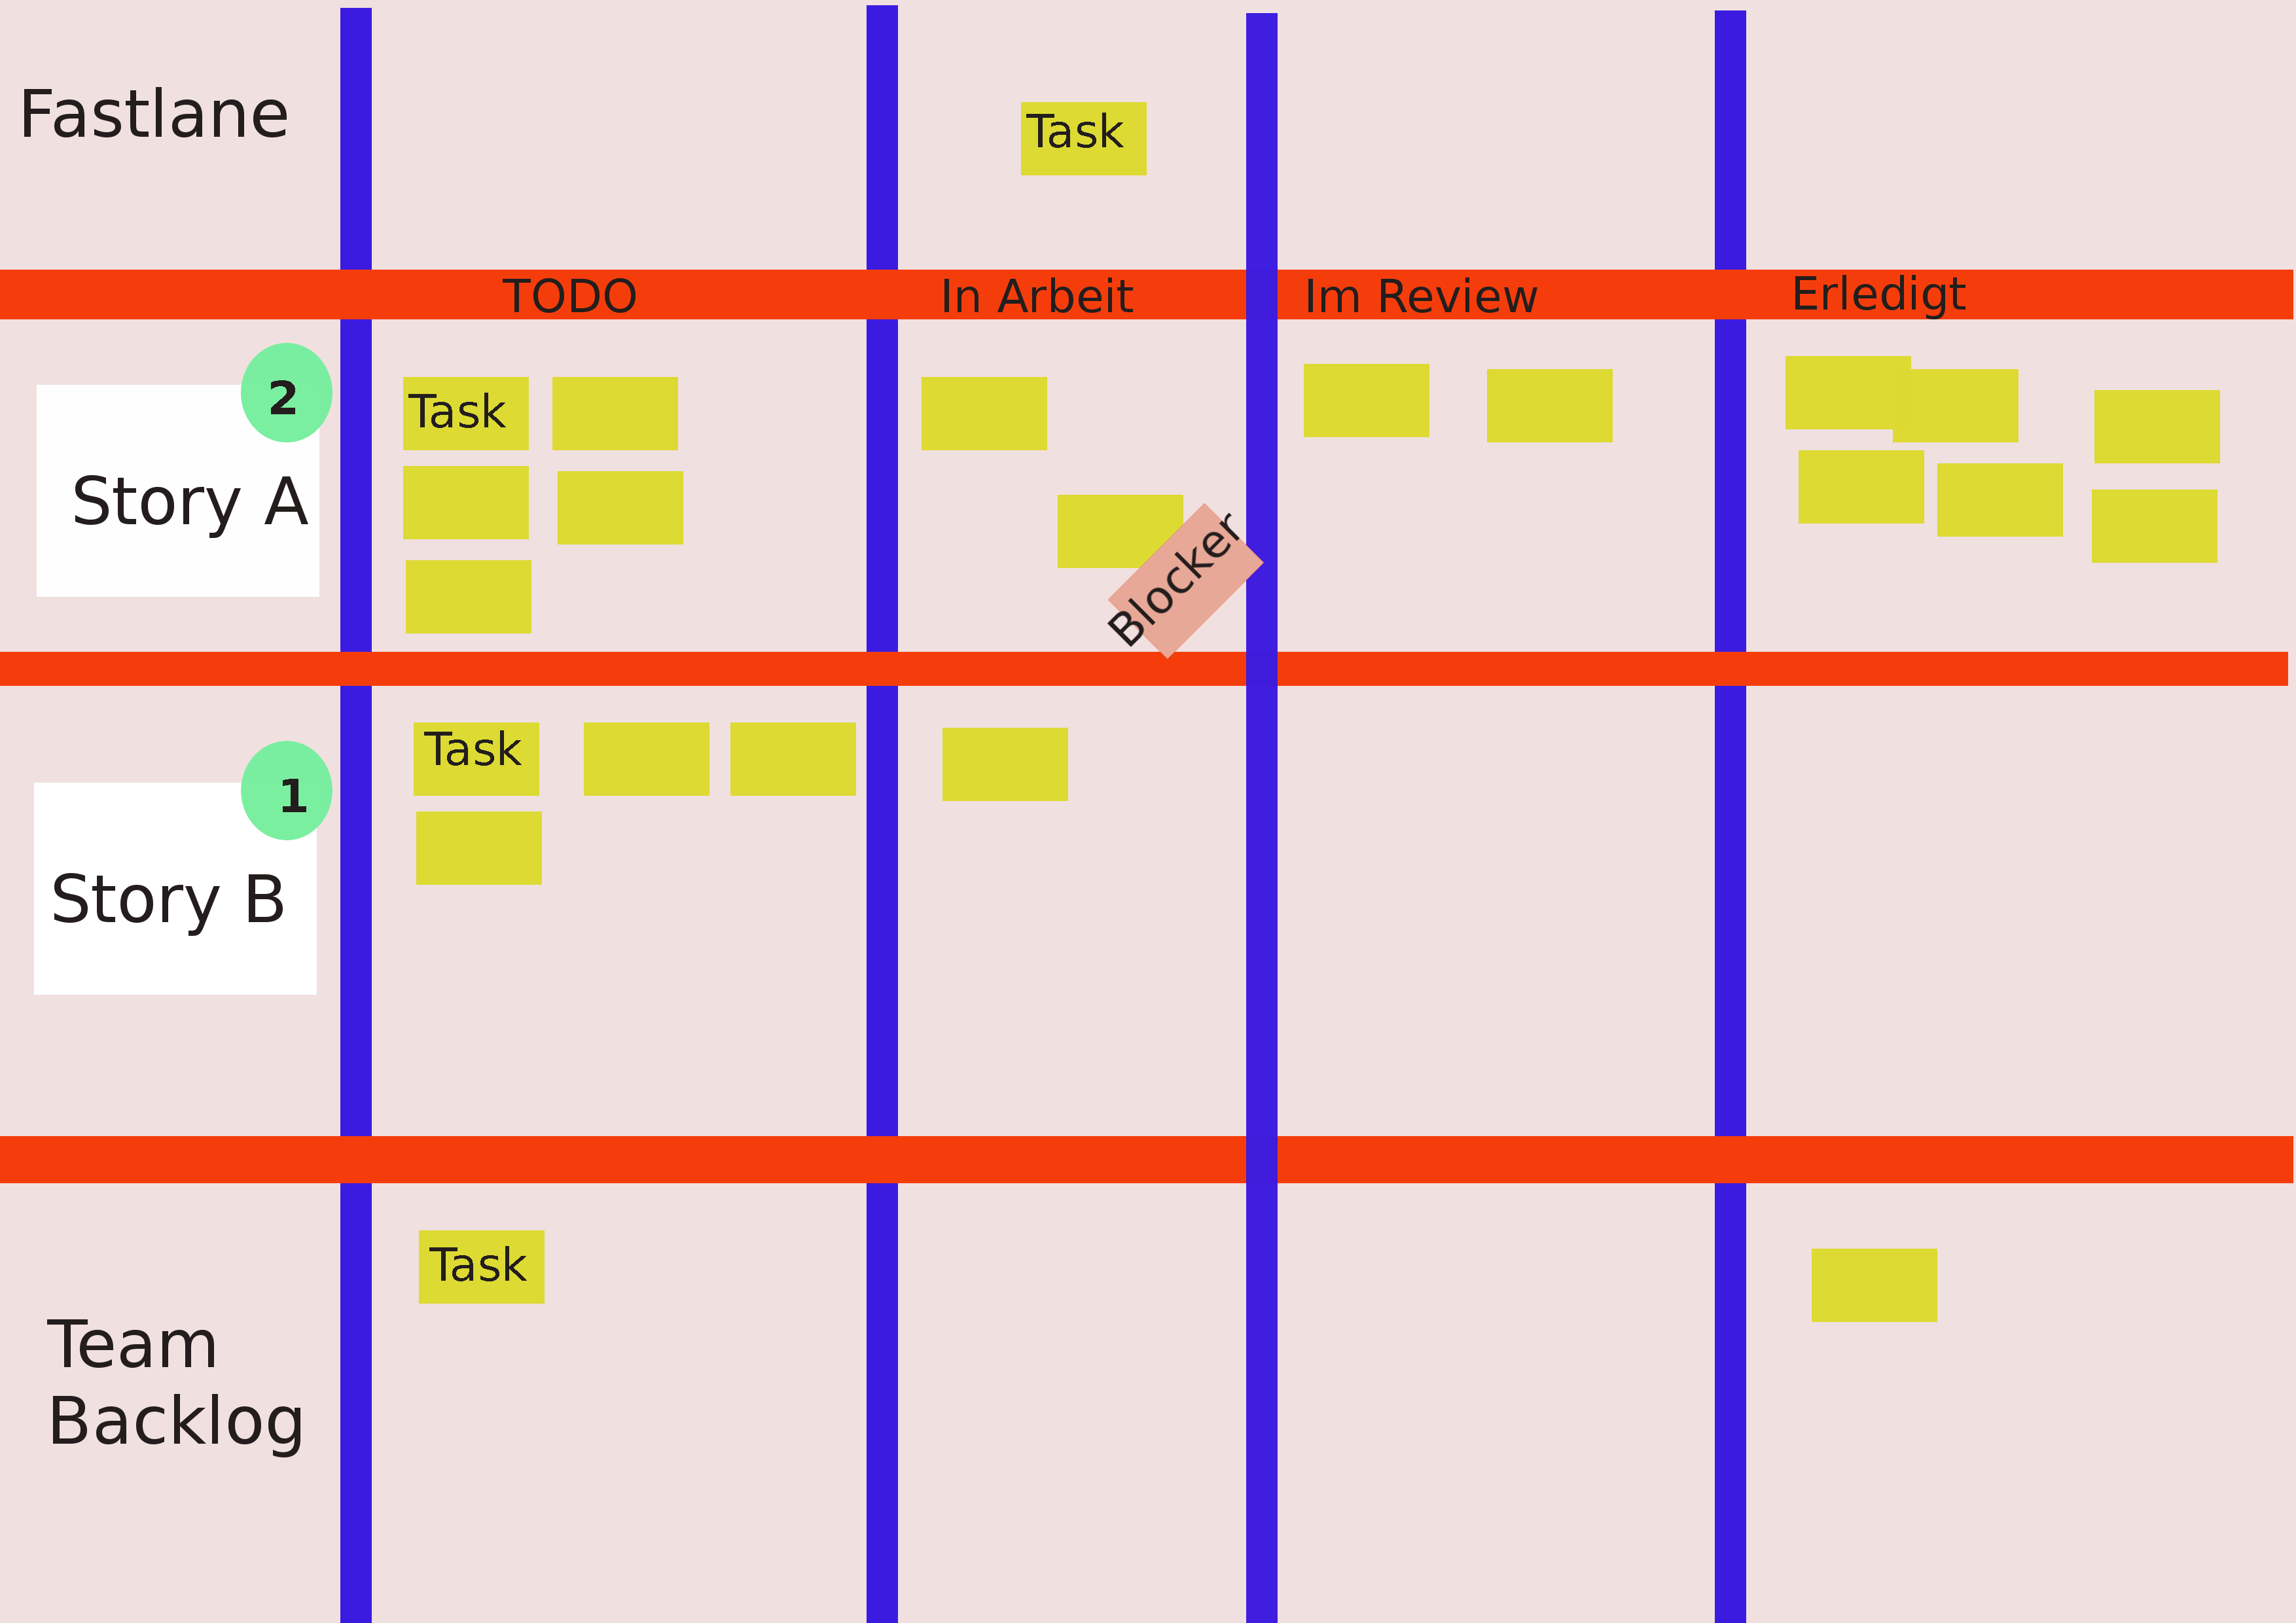 Fastlane
Task
TODO
In Arbeit
Im Review
Erledigt
2
Story A
Task
Blocker
1
Story B
Task
Team
Backlog
Task